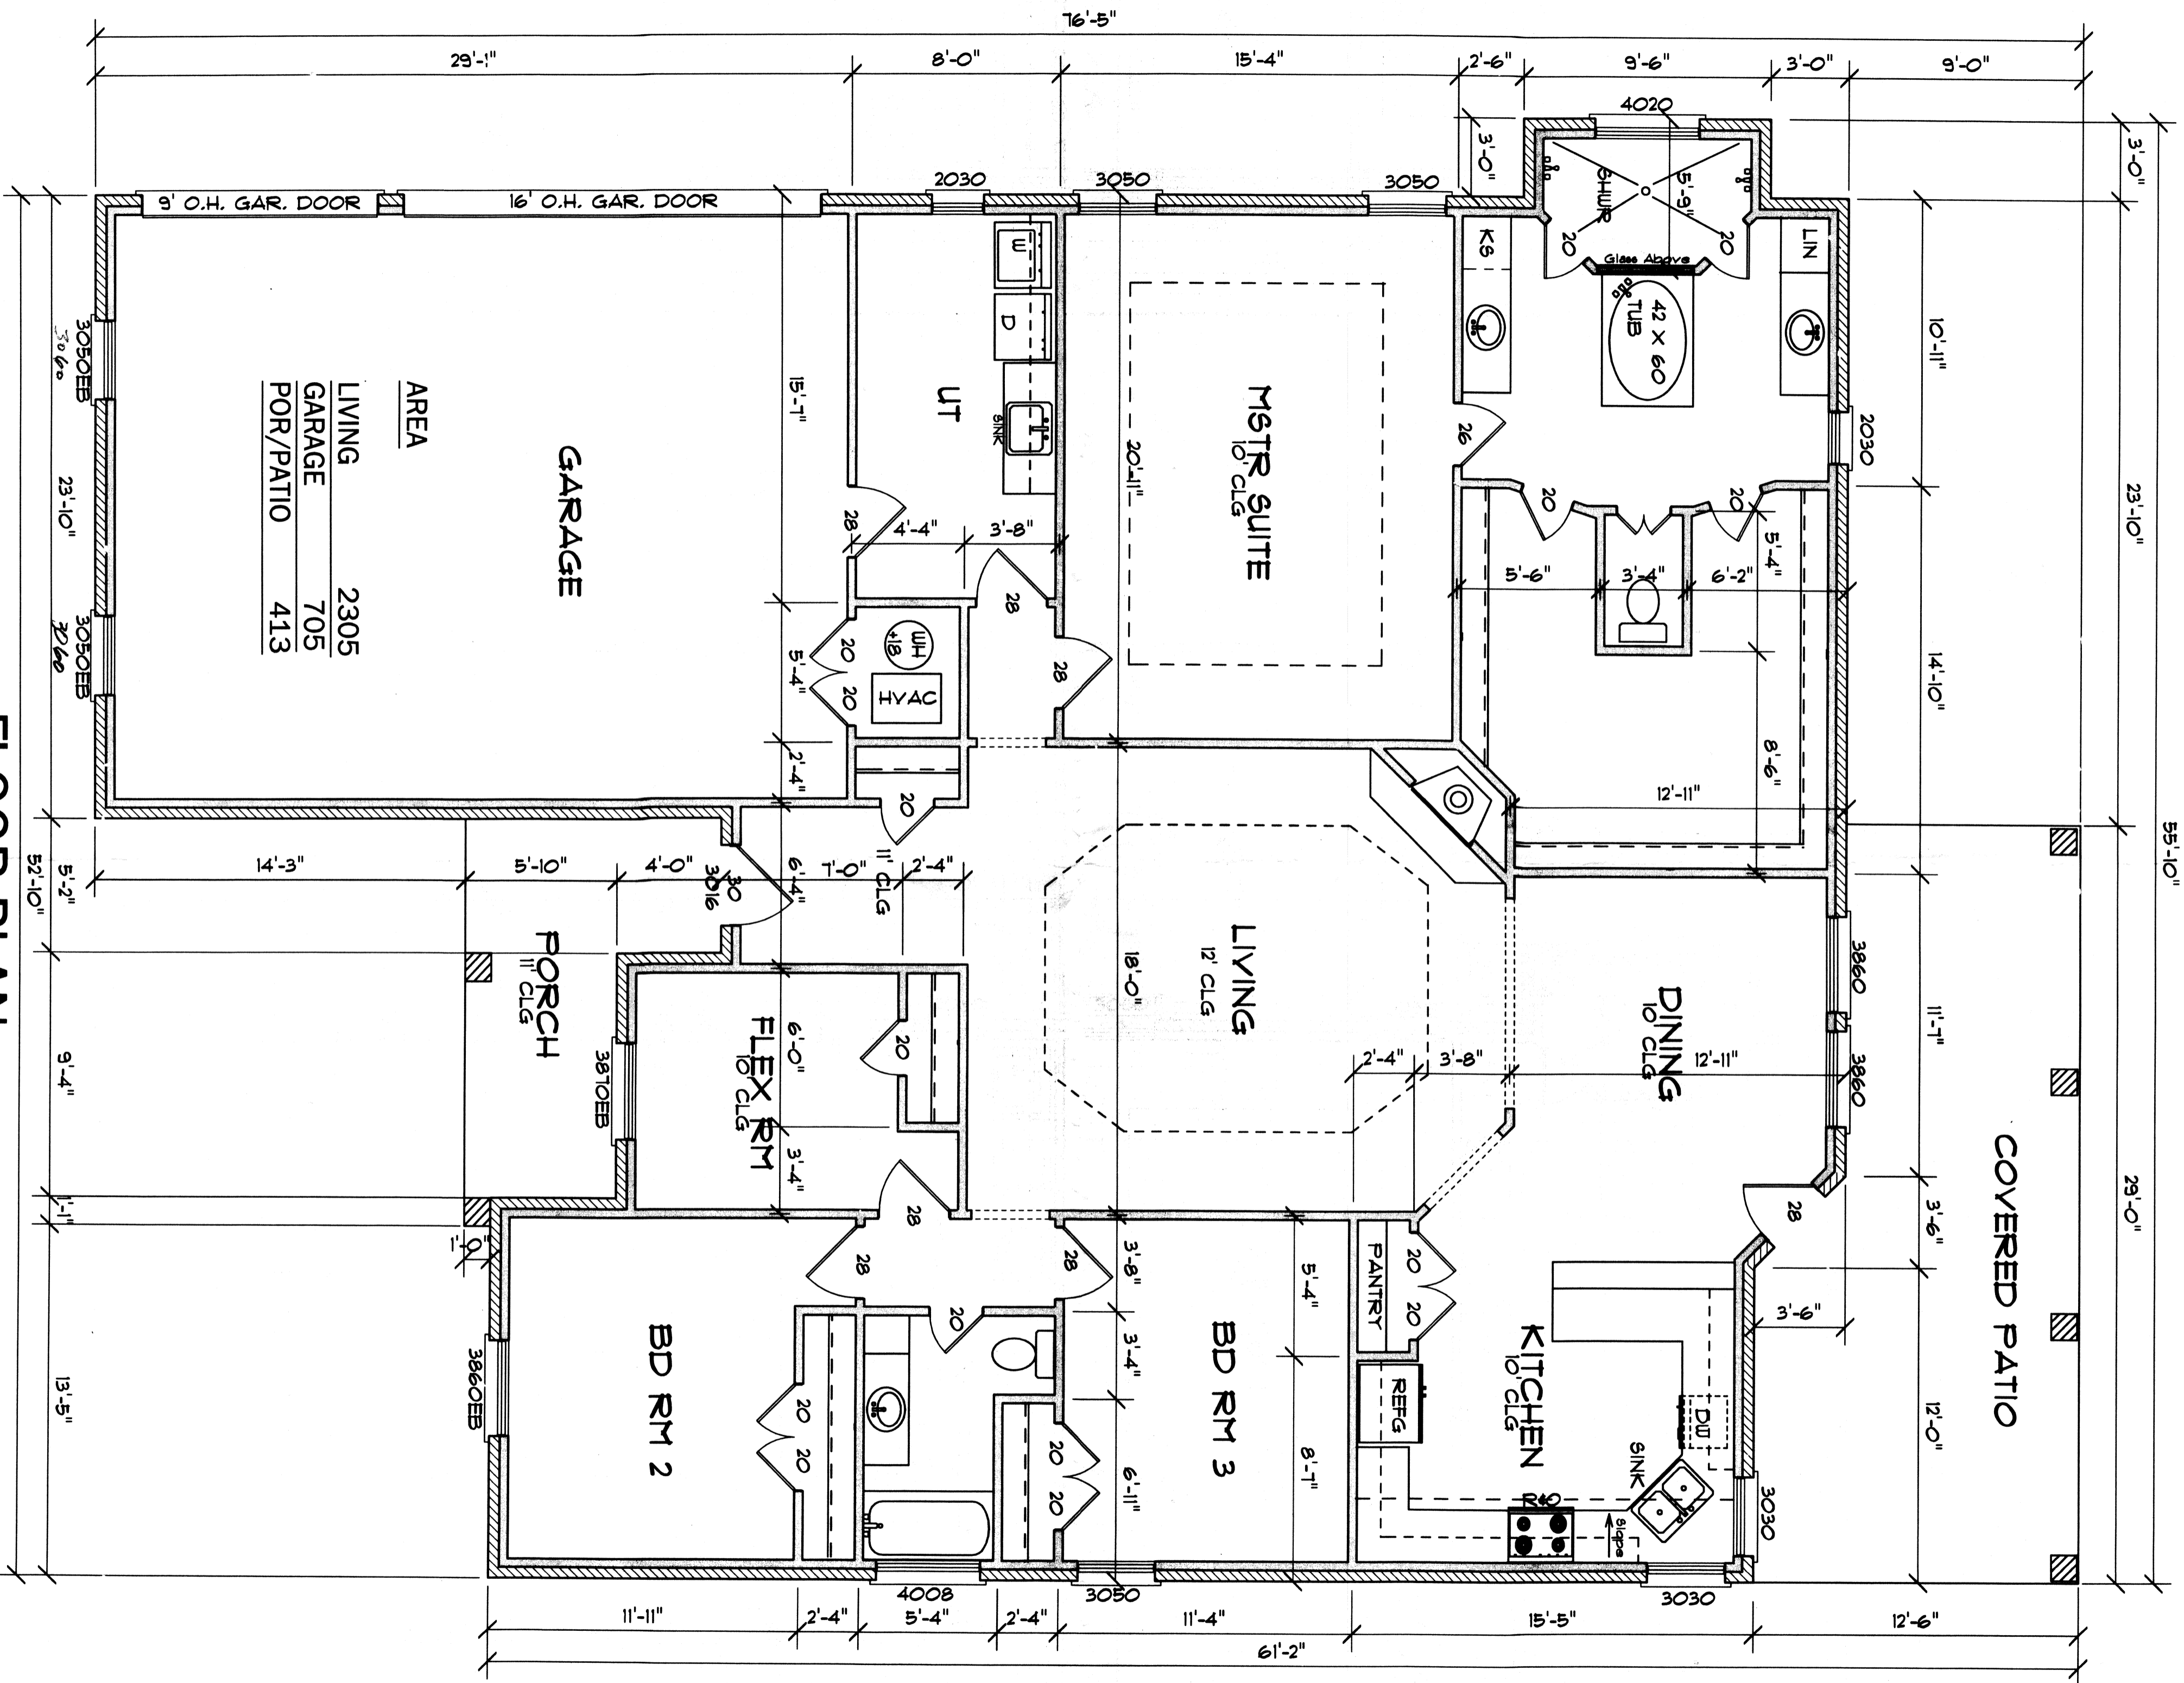 76'-5"
29'-1"
8'-0"
15'-4"
2'-6"
9'-6"
3'-0"
9'-0"
4020
3'-0"
3'-0"
2030
3050
3050
9' O.H. GAR. DOOR
16' O.H. GAR. DOOR
SHWR
5'-9"
20
20
Glass Above
KS
LIN
42 X 60
TUB
10'-11"
2030
23'-10"
55'-10"
W
D
SINK
UT
15'-7"
20'-11"
MSTR SUITE
10' CLG
26
3050EB
3060
AREA
LIVING 2305
GARAGE 705
POR/PATIO 413
GARAGE
23'-10"
3050EB
3060
28
4'-4"
3'-8"
28
28
20
20
5'-4"
5'-6"
3'-4"
6'-2"
14'-10"
8'-6"
12'-11"
WH
+18
HVAC
20
20
5'-4"
2'-4"
20
11' CLG
14'-3"
5'-10"
4'-0"
30
3016
6'-4"
7'-0"
2'-4"
5'-2"
52'-10"
PORCH
11' CLG
LIVING
12' CLG
18'-0"
DINING
10' CLG
12'-11"
3860
3860
11'-7"
2'-4"
3'-8"
FLEX RM
10' CLG
6'-0"
3'-4"
20
3870EB
9'-4"
1'-1"
1'-0"
28
28
28
28
3'-6"
29'-0"
COVERED PATIO
3'-6"
12'-0"
PANTRY
20
20
REFG
KITCHEN
10' CLG
DW
SINK
Slope
3030
3030
BD RM 2
20
20
20
3'-8"
3'-4"
6'-11"
20
20
BD RM 3
5'-4"
8'-7"
3860EB
13'-5"
4008
3050
11'-11"
2'-4"
5'-4"
2'-4"
11'-4"
15'-5"
12'-6"
61'-2"
FLOOR PLAN